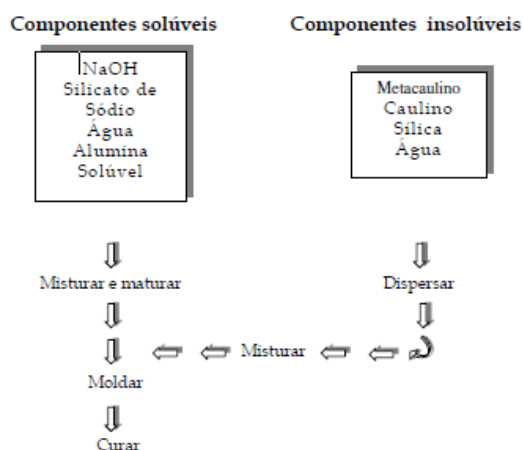 Componentes solúveis
NaOH
Silicato de
Sódio
Água
Alumina
Solúvel
Componentes insolúveis
Metacaulino
Caulino
Sílica
Água
Misturar e maturar
Dispersar
Misturar
Moldar
Curar